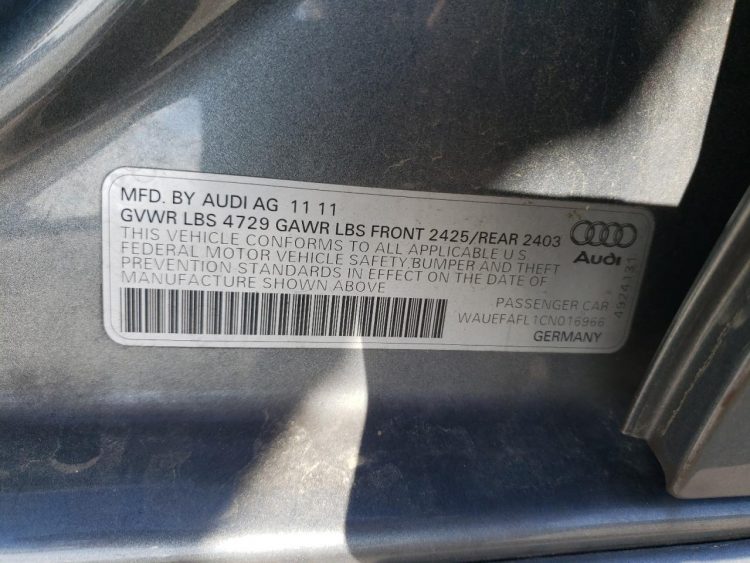 MFD. BY AUDI AG 11 11
GVWR LBS 4729 GAWR LBS FRONT 2425/REAR 2403
THIS VEHICLE CONFORMS TO ALL APPLICABLE U S
FEDERAL MOTOR VEHICLE SAFETY,BUMPER AND THEFT
PREVENTION STANDARDS IN EFFECT ON THE DATE OF
MANUFACTURE SHOWN ABOVE
Audi
4924131
PASSENGER CAR
WAUEFAFL1CN016966
GERMANY